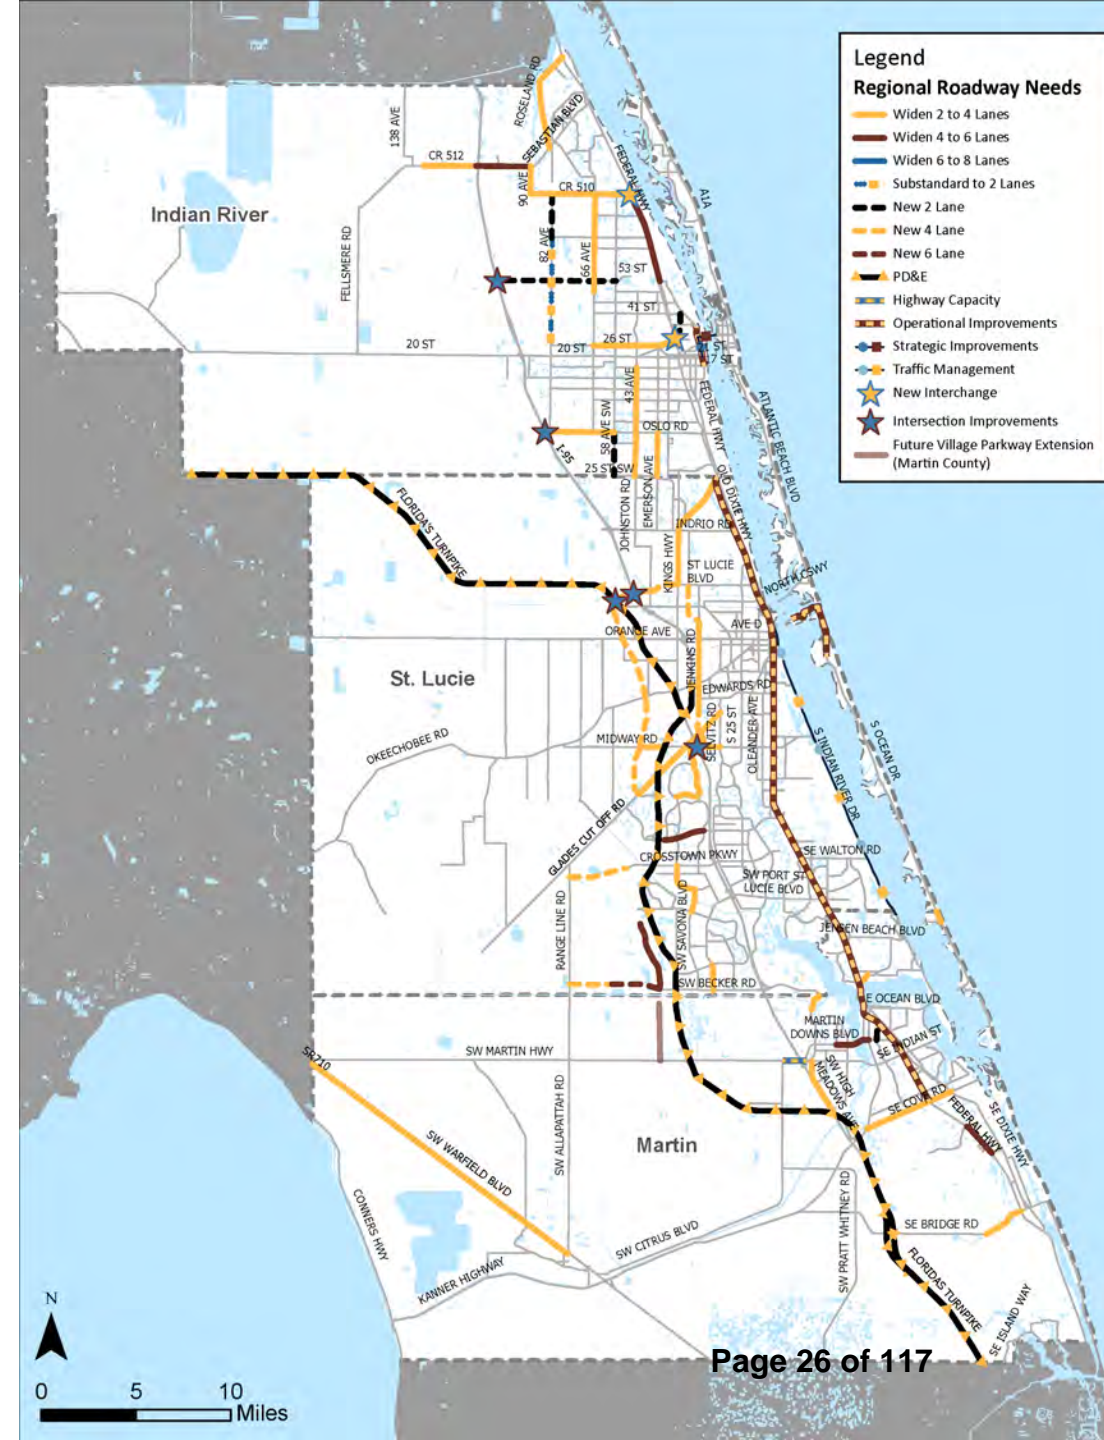 Legend
Regional Roadway Needs
Widen 2 to 4 Lanes
Widen 4 to 6 Lanes
Widen 6 to 8 Lanes
Substandard to 2 Lanes
New 2 Lane
New 4 Lane
New 6 Lane
PD&E
Highway Capacity
Operational Improvements
Strategic Improvements
Traffic Management
New Interchange
Intersection Improvements
Future Village Parkway Extension
(Martin County)
ROSELAND RD
138 AVE
SEBASTIAN BLVD
CR 512
FEDERAL HWY
90 AVE
CR 510
A1A
Indian River
82 AVE
66 AVE
FELLSMERE RD
53 ST
41 ST
20 ST
20 ST
26 ST
21 ST
17 ST
43 AVE
FEDERAL HWY
ATLANTIC BEACH BLVD
58 AVE SW
OSLO RD
I-95
25 ST SW
EMERSON AVE
OLD DIXIE HWY
JOHNSTON RD
FLORIDA'S TURNPIKE
INDRIO RD
KINGS HWY
ST LUCIE
BLVD
NORTH CSWY
ORANGE AVE
AVE D
JENKINS RD
St. Lucie
EDWARDS RD
OKEECHOBEE RD
MIDWAY RD
SELVITZ RD
S 25 ST
OLEANDER AVE
S INDIAN RIVER DR
S OCEAN DR
GLADES CUT OFF RD
CROSSTOWN PKWY
SE WALTON RD
SW PORT ST
LUCIE BLVD
RANGE LINE RD
SW SAVONA BLVD
JENSEN BEACH BLVD
SW BECKER RD
E OCEAN BLVD
MARTIN
DOWNS BLVD
SE INDIAN ST
SR710
SW MARTIN HWY
SW HIGH
MEADOWS AVE
SW ALLAPATTAH RD
SE COVE RD
FEDERAL HWY
SE DIXIE HWY
Martin
SW WARFIELD BLVD
CONNERS HWY
SW PRATT WHITNEY RD
SE BRIDGE RD
SW CITRUS BLVD
KANNER HIGHWAY
FLORIDAS TURNPIKE
SE ISLAND WAY
N
Page 26 of 117
0 5 10
Miles